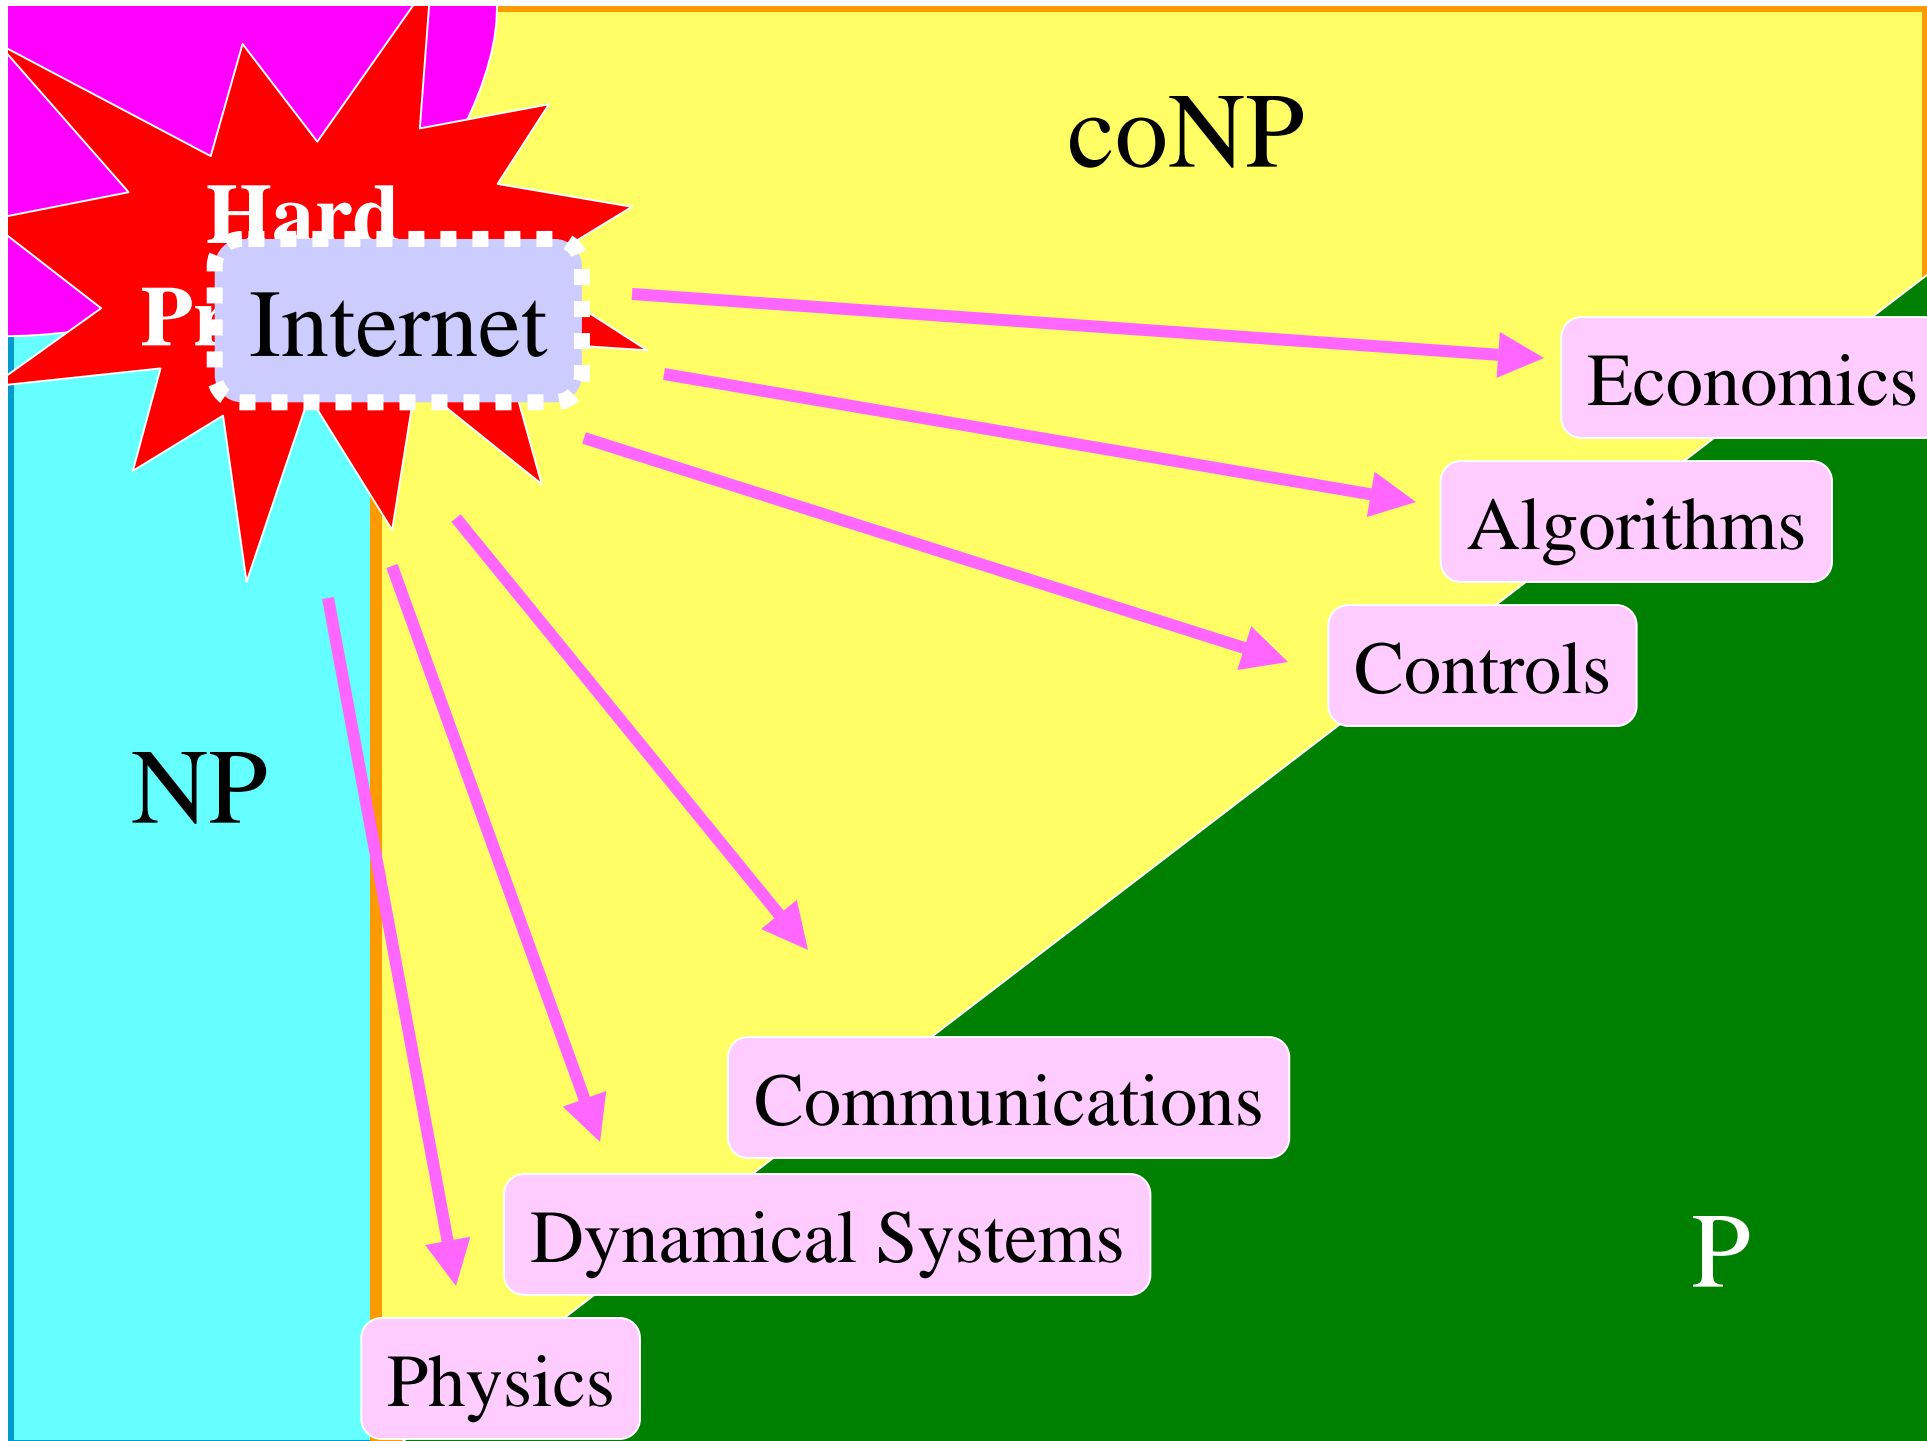 coNP
Hard
Internet
Economics
Algorithms
Controls
NP
Communications
Dynamical Systems
P
Physics